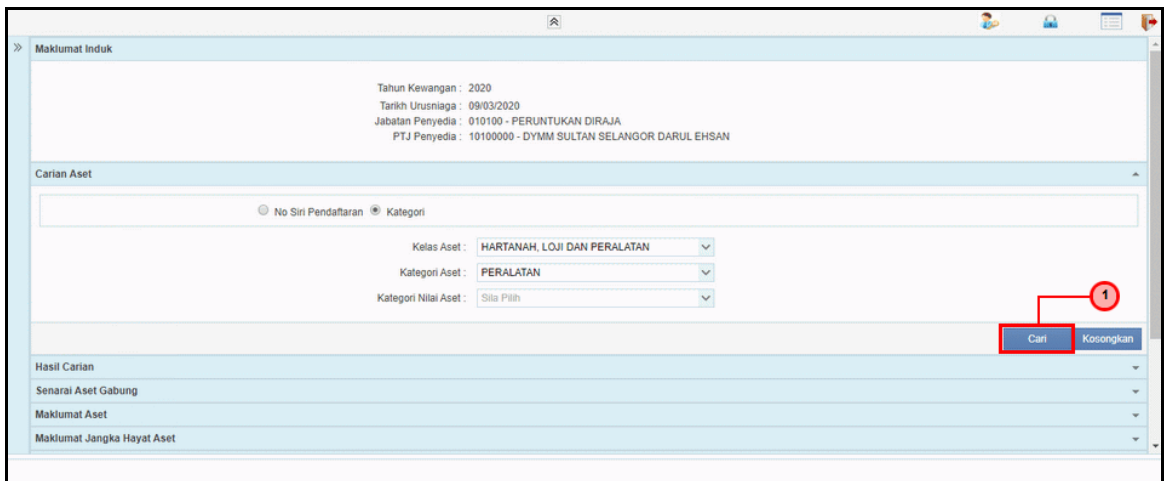 Maklumat Induk
Tahun Kewangan : 2020
Tarikh Urusniaga : 09/03/2020
Jabatan Penyedia : 010100 - PERUNTUKAN DIRAJA
PTJ Penyedia : 10100000 - DYMM SULTAN SELANGOR DARUL EHSAN
Carian Aset
No Siri Pendaftaran Kategori
Kelas Aset : HARTANAH, LOJI DAN PERALATAN
Kategori Aset : PERALATAN
Kategori Nilai Aset : Sila Pilih
1
Cari Kosongkan
Hasil Carian
Senarai Aset Gabung
Maklumat Aset
Maklumat Jangka Hayat Aset